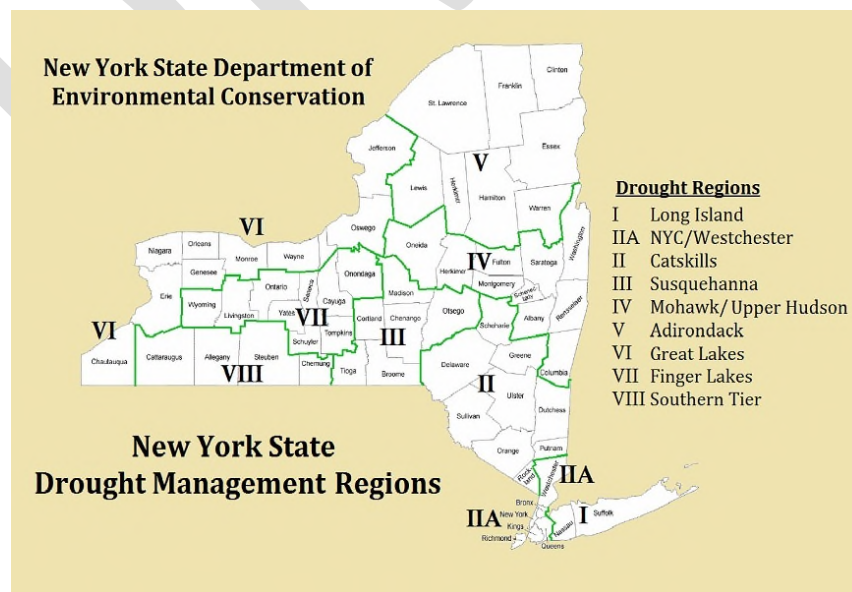 New York State Department of
Environmental Conservation
Clinton
Franklin
St. Lawrence
Essex
Jefferson
V
Lewis
Herkimer
Hamilton
Warren
Washington
Drought Regions
I Long Island
IIA NYC/Westchester
II Catskills
III Susquehanna
IV Mohawk/Upper Hudson
V Adirondack
VI Great Lakes
VII Finger Lakes
VIII Southern Tier
VI
Oswego
Oneida
Niagara
Orleans
Monroe
Wayne
Genesee
Onondaga
Herkimer
IV
Fulton
Saratoga
Montgomery
Schenec-
tady
Madison
Erie
Wyoming
Livingston
Ontario
Seneca
Yates
Cayuga
VII
Cortland
Chenango
Otsego
Schoharie
Albany
Rensselaer
VI
Chautauqua
Cattaraugus
Allegany
Steuben
VIII
Schuyler
Tompkins
Chemung
Tioga
III
Broome
Delaware
Greene
Columbia
II
Ulster
Sullivan
Dutchess
Orange
Putnam
Rock-
land
Westchester
IIA
New York State
Drought Management Regions
Bronx
New York
IIA
Kings
Richmond
Queens
Nassau
I
Suffolk